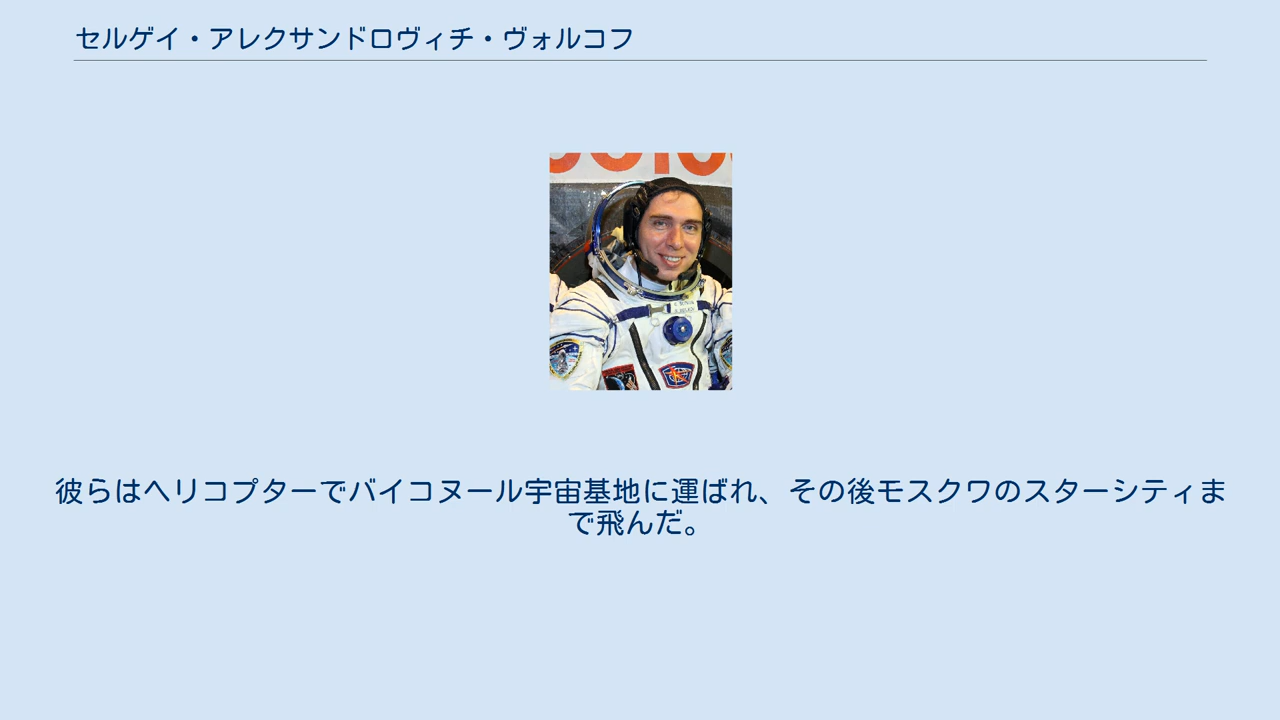 セルゲイ・アレクサンドロヴィチ・ヴォルコフ
彼らはヘリコプターでバイコヌール宇宙基地に運ばれ、その後モスクワのスターシティま
で飛んだ。